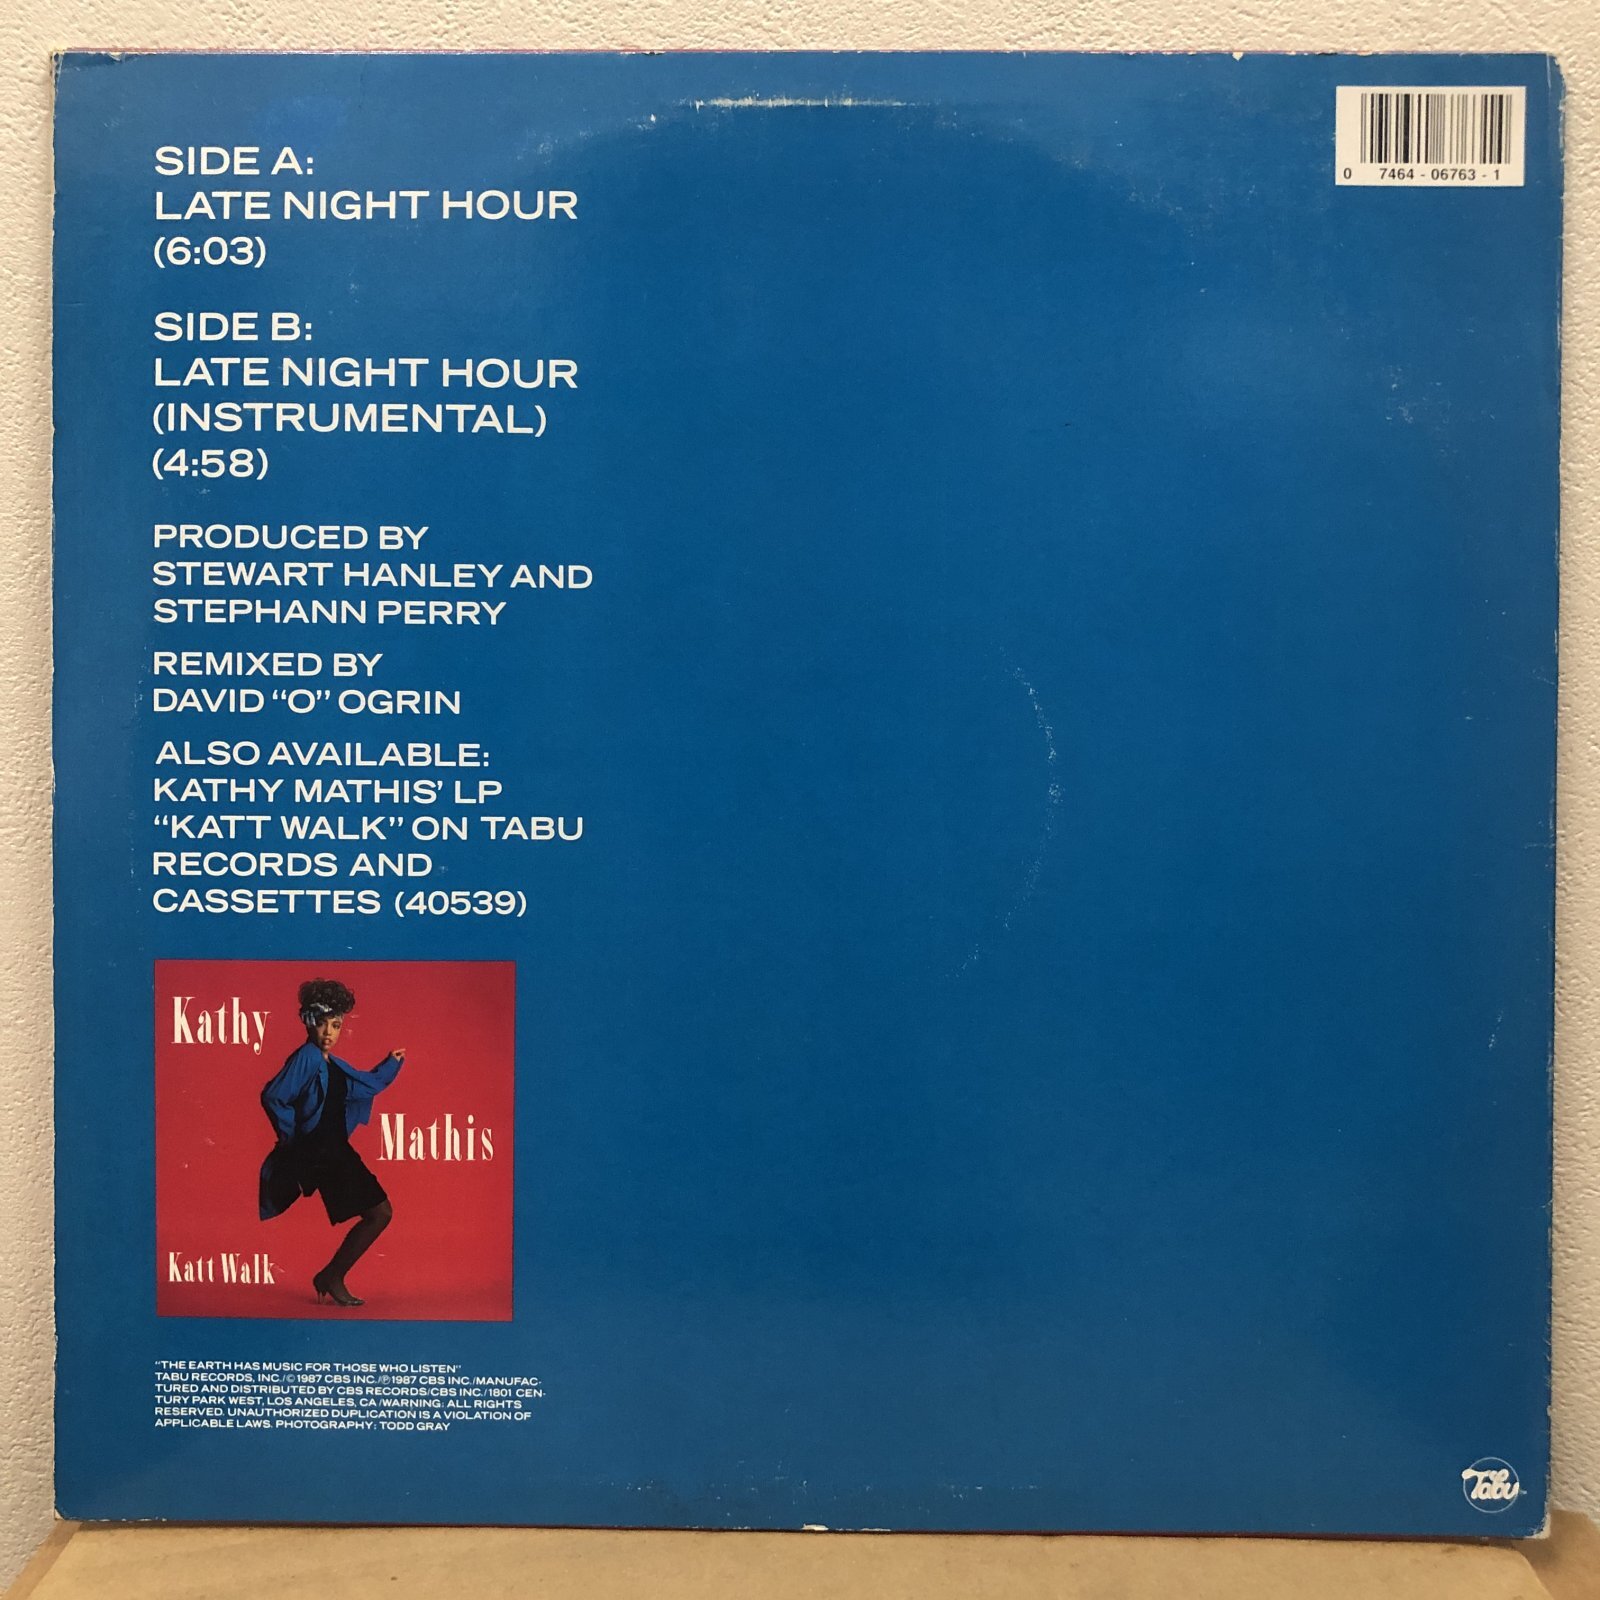 0 7464 - 06763 - 1
SIDE A:
LATE NIGHT HOUR
(6:03)
SIDE B:
LATE NIGHT HOUR
(INSTRUMENTAL)
(4:58)
PRODUCED BY
STEWART HANLEY AND
STEPHANN PERRY
REMIXED BY
DAVID “O” OGRIN
ALSO AVAILABLE:
KATHY MATHIS’ LP
“KATT WALK” ON TABU
RECORDS AND
CASSETTES (40539)
Kathy
Mathis
Katt Walk
“THE EARTH HAS MUSIC FOR THOSE WHO LISTEN”
TABU RECORDS, INC./© 1987 CBS INC./℗ 1987 CBS INC./MANUFAC-
TURED AND DISTRIBUTED BY CBS RECORDS/CBS INC./1801 CEN-
TURY PARK WEST, LOS ANGELES, CA /WARNING: ALL RIGHTS
RESERVED. UNAUTHORIZED DUPLICATION IS A VIOLATION OF
APPLICABLE LAWS. PHOTOGRAPHY: TODD GRAY
Tabu